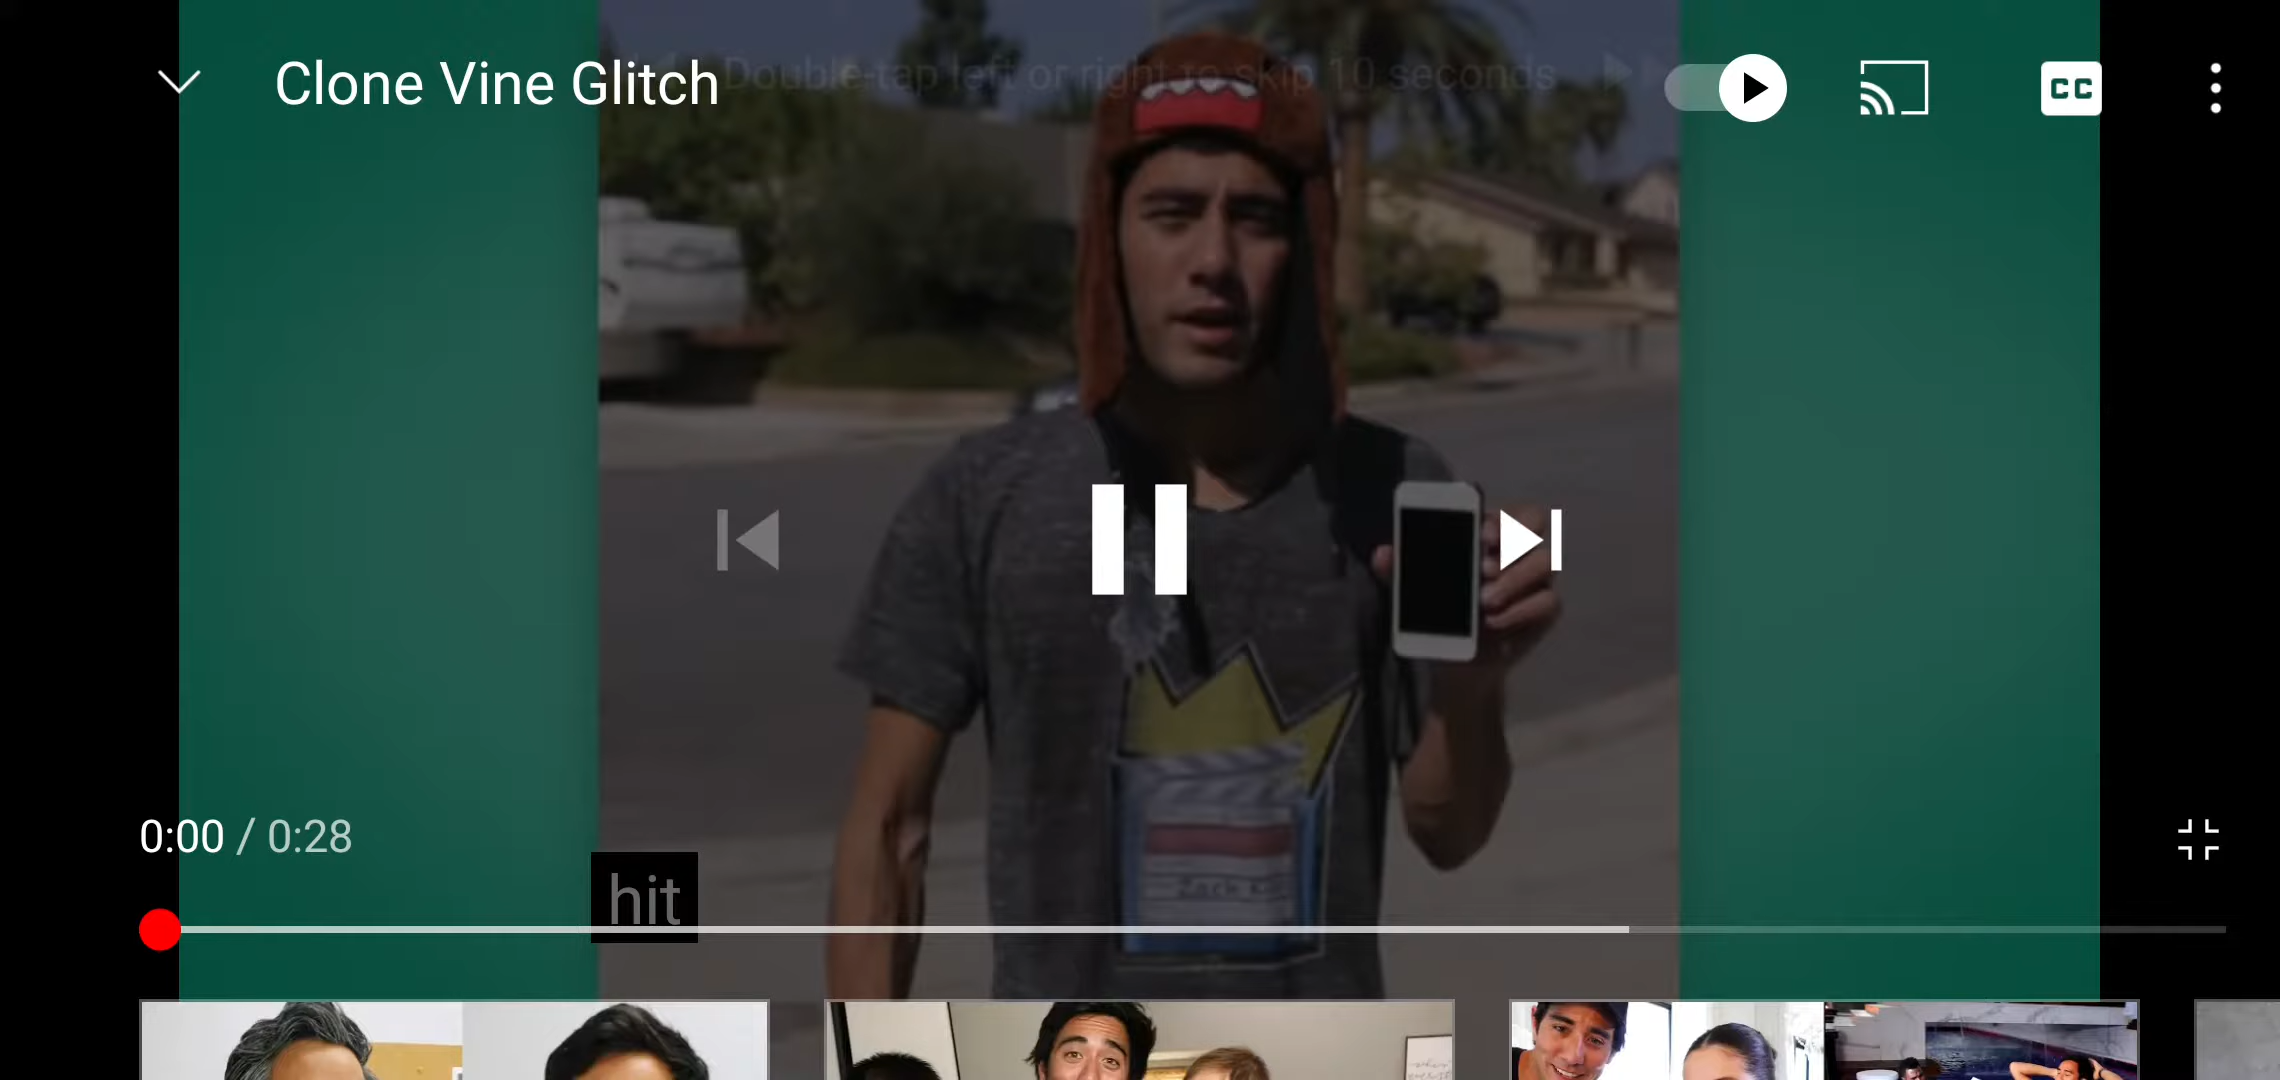 Clone Vine Glitch
Double-tap left or right to skip 10 seconds
CC
0:00 / 0:28
hit